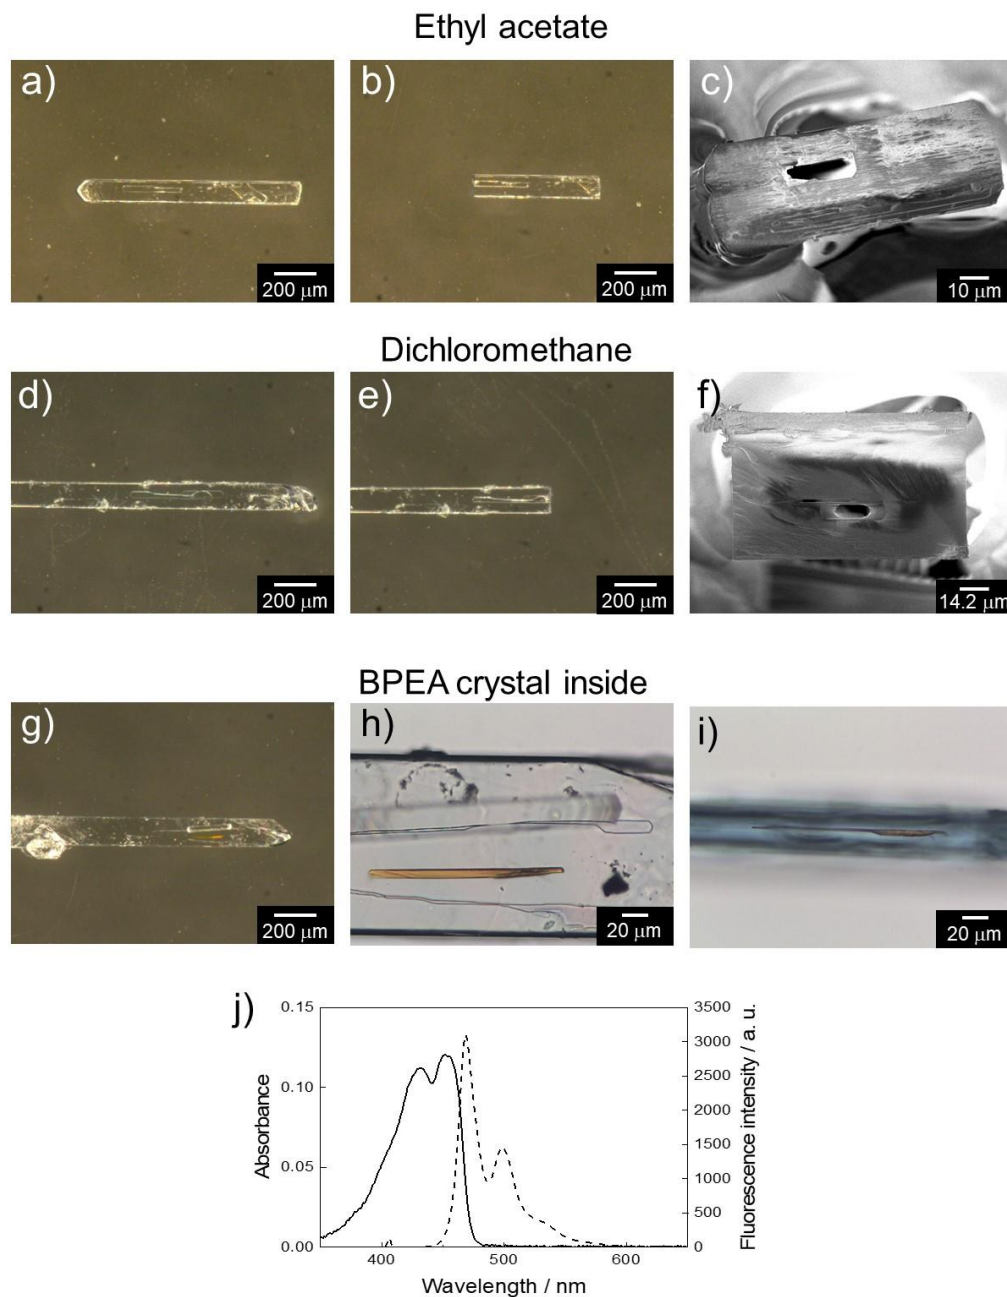 Ethyl acetate
a)
b)
c)
200 μm
200 μm
10 μm
Dichloromethane
d)
e)
f)
200 μm
200 μm
14.2 μm
BPEA crystal inside
g)
h)
i)
200 μm
20 μm
20 μm
j)
0.15
0.10
0.05
0.00
Absorbance
3500
3000
2500
2000
1500
1000
500
0
Fluorescence intensity / a. u.
400
500
600
Wavelength / nm